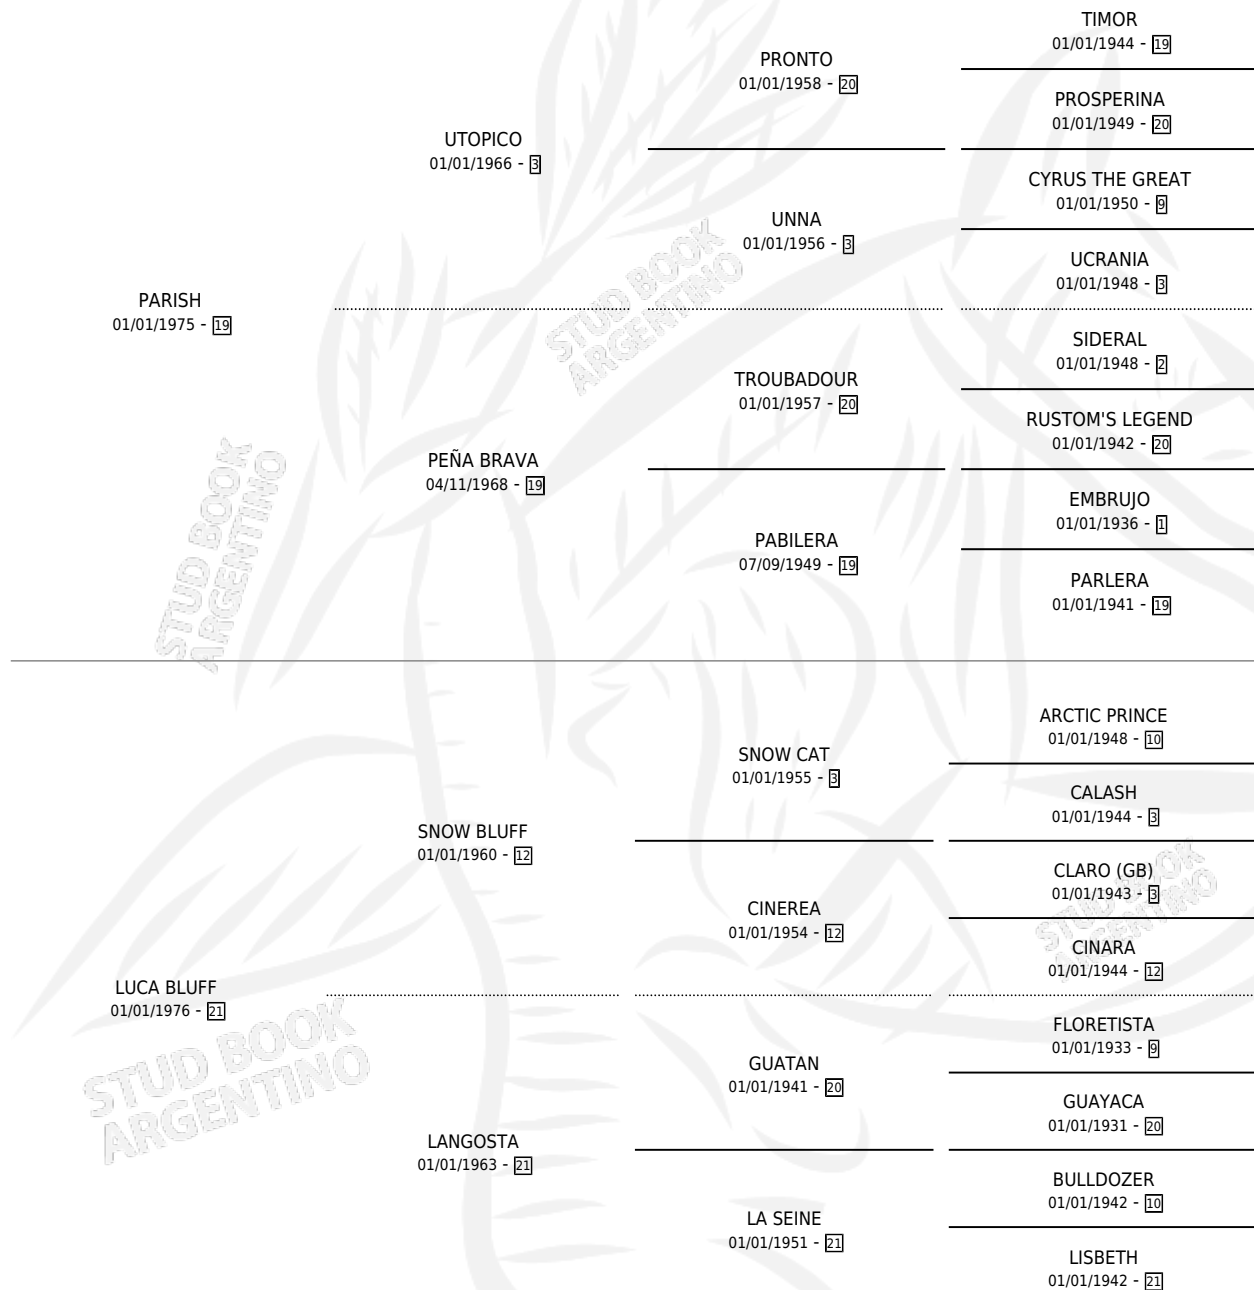 PARISH
01/01/1975 - 19
UTOPICO
01/01/1966 - 3
PRONTO
01/01/1958 - 20
TIMOR
01/01/1944 - 19
PROSPERINA
01/01/1949 - 20
UNNA
01/01/1956 - 3
CYRUS THE GREAT
01/01/1950 - 9
UCRANIA
01/01/1948 - 3
PEÑA BRAVA
04/11/1968 - 19
TROUBADOUR
01/01/1957 - 20
SIDERAL
01/01/1948 - 2
RUSTOM'S LEGEND
01/01/1942 - 20
PABILERA
07/09/1949 - 19
EMBRUJO
01/01/1936 - 1
PARLERA
01/01/1941 - 19
LUCA BLUFF
01/01/1976 - 21
SNOW BLUFF
01/01/1960 - 12
SNOW CAT
01/01/1955 - 3
ARCTIC PRINCE
01/01/1948 - 10
CALASH
01/01/1944 - 3
CINEREA
01/01/1954 - 12
CLARO (GB)
01/01/1943 - 3
CINARA
01/01/1944 - 12
LANGOSTA
01/01/1963 - 21
GUATAN
01/01/1941 - 20
FLORETISTA
01/01/1933 - 9
GUAYACA
01/01/1931 - 20
LA SEINE
01/01/1951 - 21
BULLDOZER
01/01/1942 - 10
LISBETH
01/01/1942 - 21
STUD BOOK
ARGENTINO
STUD BOOK
ARGENTINO
STUD BOOK
ARGENTINO
STUD BOOK
ARGENTINO